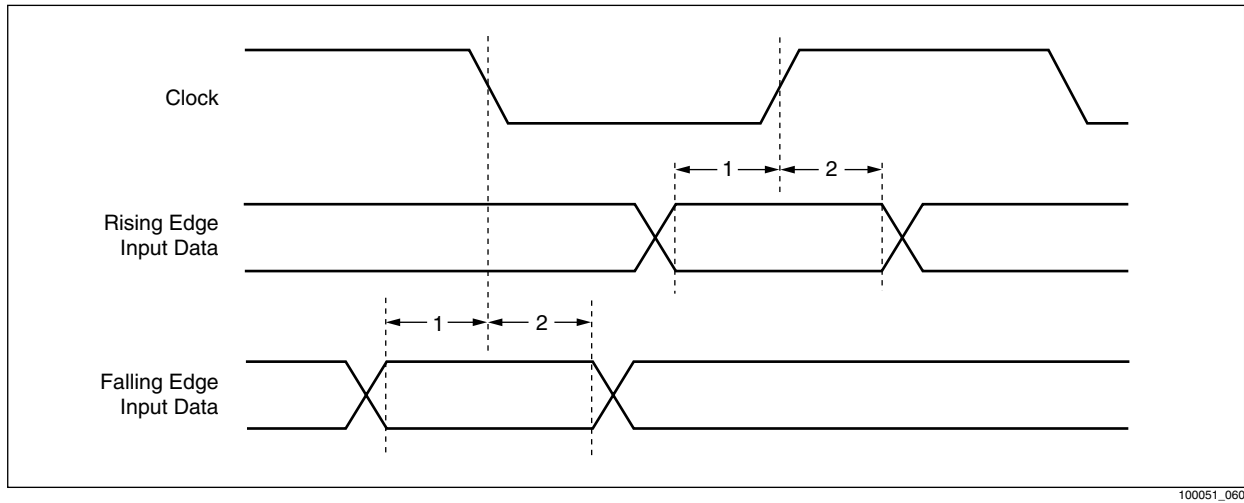 Clock
1
2
Rising Edge
Input Data
1
2
Falling Edge
Input Data
100051_060